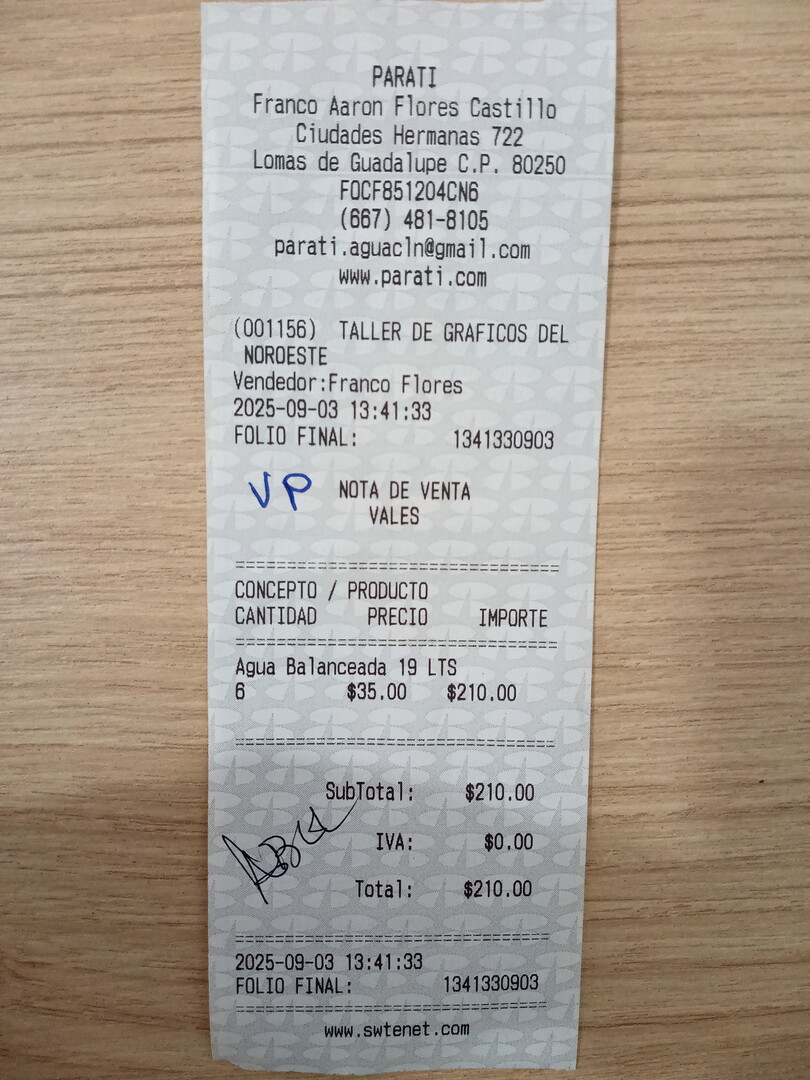 PARATI
Franco Aaron Flores Castillo
Ciudades Hermanas 722
Lomas de Guadalupe C.P. 80250
FOCF851204CN6
(667) 481-8105
parati.aguacln@gmail.com
www.parati.com
(001156) TALLER DE GRAFICOS DEL
NOROESTE
Vendedor:Franco Flores
2025-09-03 13:41:33
FOLIO FINAL: 1341330903
VP NOTA DE VENTA
VALES
================================
CONCEPTO / PRODUCTO
CANTIDAD PRECIO IMPORTE
================================
Agua Balanceada 19 LTS
6 $35.00 $210.00
================================
SubTotal: $210.00
IVA: $0.00
Total: $210.00
================================
2025-09-03 13:41:33
FOLIO FINAL: 1341330903
================================
www.swtenet.com